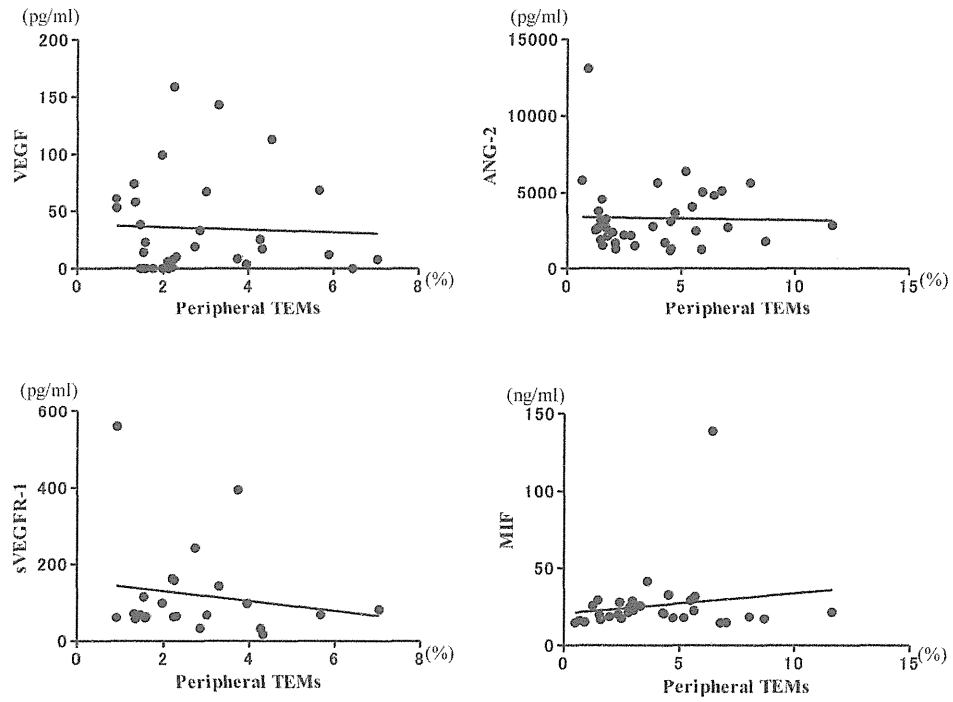 (pg/ml)
200
150
100
50
0
VEGF
0 2 4 6 8 (%)
Peripheral TEMs
(pg/ml)
15000
10000
5000
0
ANG-2
0 5 10 15 (%)
Peripheral TEMs
(pg/ml)
600
400
200
0
sVEGFR-1
0 2 4 6 8 (%)
Peripheral TEMs
(ng/ml)
150
100
50
0
MIF
0 5 10 15 (%)
Peripheral TEMs